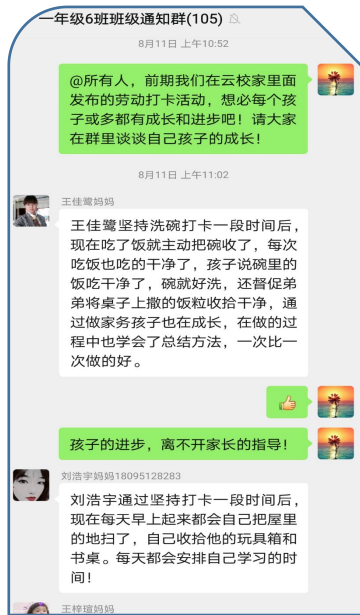 一年级6班班级通知群(105)
8月11日 上午10:52
@所有人，前期我们在云校家里面
发布的劳动打卡活动，想必每个孩
子或多都有成长和进步吧！请大家
在群里谈谈自己孩子的成长！
8月11日 上午11:02
王佳鹭妈妈
王佳鹭坚持洗碗打卡一段时间后，
现在吃了饭就主动把碗收了，每次
吃饭也吃的干净了，孩子说碗里的
饭吃干净了，碗就好洗，还督促弟
弟将桌子上撒的饭粒收拾干净，通
过做家务孩子也在成长，在做的过
程中也学会了总结方法，一次比一
次做的好。
孩子的进步，离不开家长的指导！
刘浩宇妈妈18095128283
刘浩宇通过坚持打卡一段时间后，
现在每天早上起来都会自己把屋里
的地扫了，自己收拾他的玩具箱和
书桌。每天都会安排自己学习的时
间！
王梓瑄妈妈